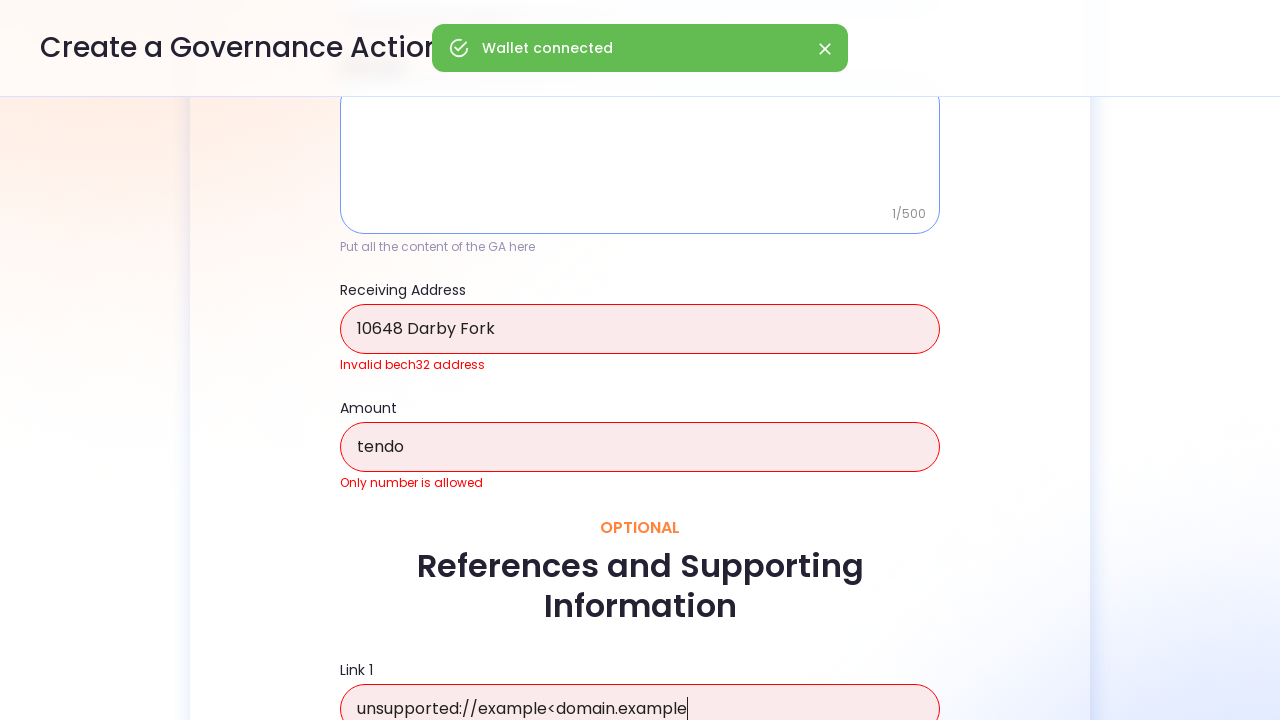 Create a Governance Action
Wallet connected
1/500
Put all the content of the GA here
Receiving Address
10648 Darby Fork
Invalid bech32 address
Amount
tendo
Only number is allowed
OPTIONAL
References and Supporting
Information
Link 1
unsupported://example<domain.example